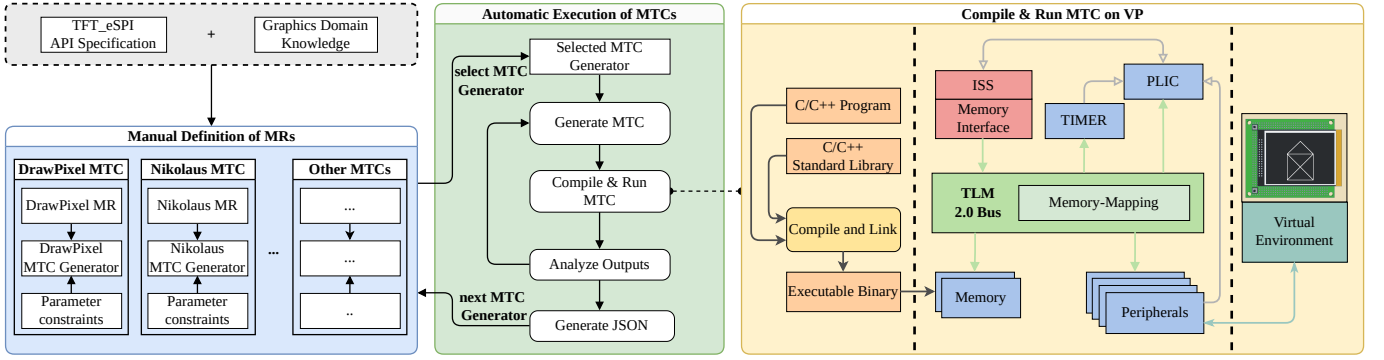 TFT_eSPI
API Specification
+
Graphics Domain
Knowledge
Manual Definition of MRs
DrawPixel MTC
DrawPixel MR
DrawPixel
MTC Generator
Parameter
constraints
Nikolaus MTC
Nikolaus MR
Nikolaus
MTC Generator
Parameter
constraints
...
Other MTCs
...
...
..
Automatic Execution of MTCs
select MTC
Generator
Selected MTC
Generator
Generate MTC
Compile & Run
MTC
Analyze Outputs
next MTC
Generator
Generate JSON
Compile & Run MTC on VP
C/C++ Program
C/C++
Standard Library
Compile and Link
Executable Binary
ISS
Memory
Interface
TIMER
PLIC
TLM
2.0 Bus
Memory-Mapping
Memory
Peripherals
Virtual
Environment